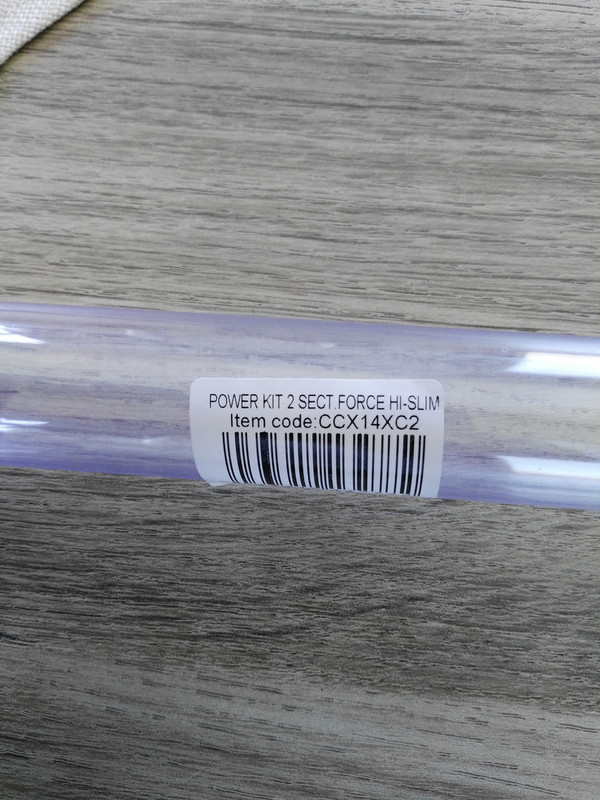 POWER KIT 2 SECT.FORCE HI-SLIM
Item code:CCX14XC2